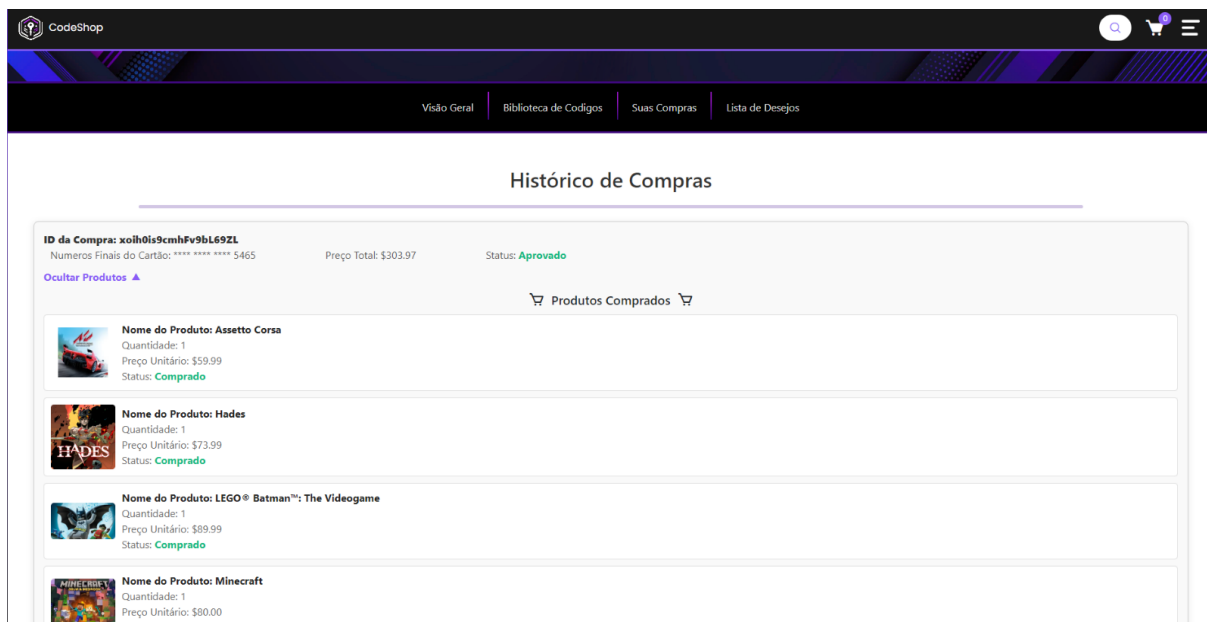 CodeShop
0
Visão Geral Biblioteca de Codigos Suas Compras Lista de Desejos
Histórico de Compras
ID da Compra: xoih0is9cmhFv9bL69ZL
Numeros Finais do Cartão: **** **** **** 5465 Preço Total: $303.97 Status: Aprovado
Ocultar Produtos ▲
Produtos Comprados
Nome do Produto: Assetto Corsa
Quantidade: 1
Preço Unitário: $59.99
Status: Comprado
HADES
Nome do Produto: Hades
Quantidade: 1
Preço Unitário: $73.99
Status: Comprado
Nome do Produto: LEGO® Batman™: The Videogame
Quantidade: 1
Preço Unitário: $89.99
Status: Comprado
MINECRAFT
Nome do Produto: Minecraft
Quantidade: 1
Preço Unitário: $80.00